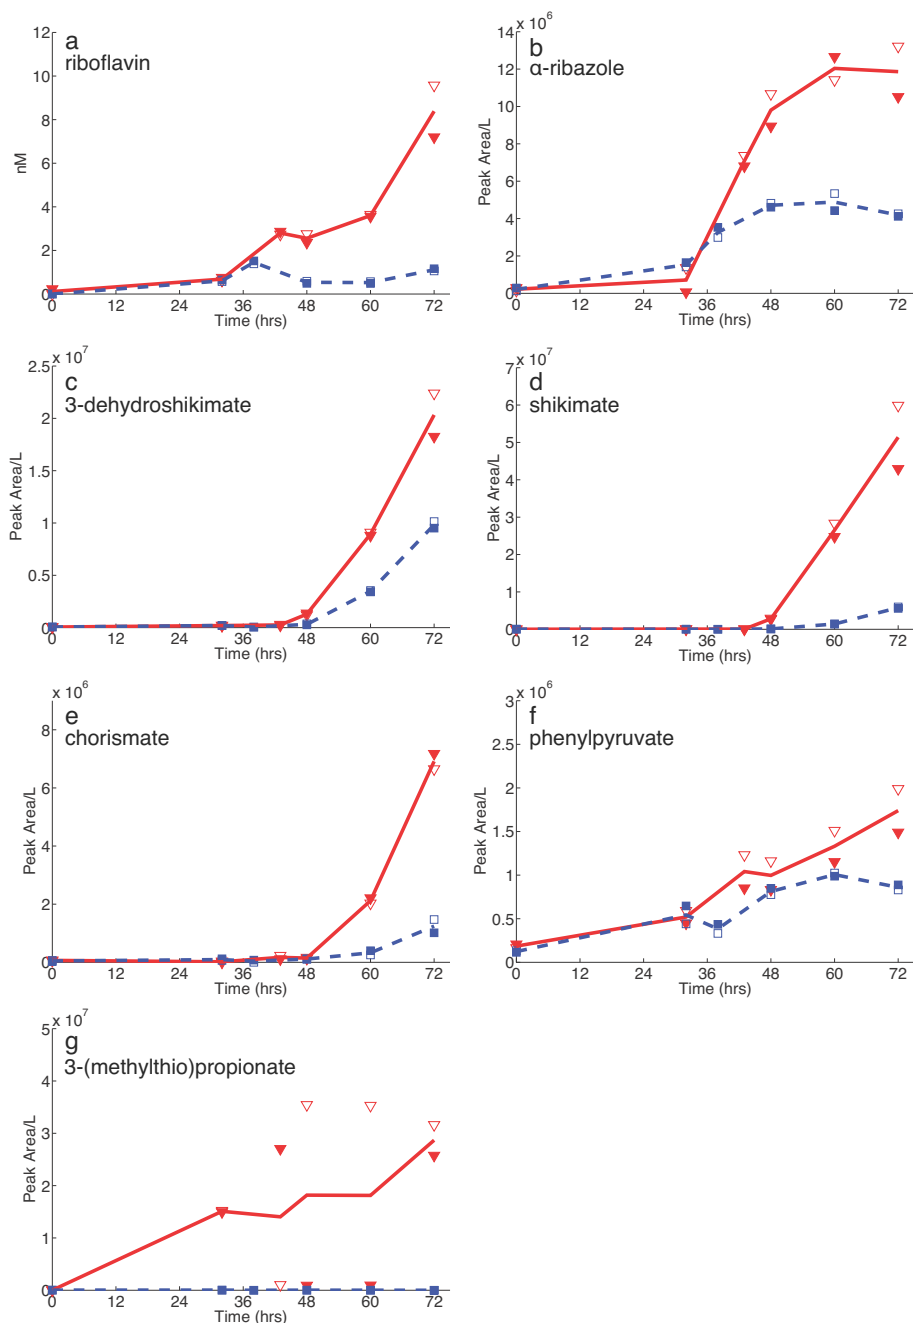 a
riboflavin
12
10
8
6
4
2
0
nM
0 12 24 36 48 60 72
Time (hrs)
x 10^6
b
α-ribazole
14
12
10
8
6
4
2
0
Peak Area/L
0 12 24 36 48 60 72
Time (hrs)
x 10^7
c
3-dehydroshikimate
2.5
2
1.5
1
0.5
0
Peak Area/L
0 12 24 36 48 60 72
Time (hrs)
x 10^7
d
shikimate
7
6
5
4
3
2
1
0
Peak Area/L
0 12 24 36 48 60 72
Time (hrs)
x 10^6
e
chorismate
8
6
4
2
0
Peak Area/L
0 12 24 36 48 60 72
Time (hrs)
x 10^6
f
phenylpyruvate
3
2.5
2
1.5
1
0.5
0
Peak Area/L
0 12 24 36 48 60 72
Time (hrs)
x 10^7
g
3-(methylthio)propionate
5
4
3
2
1
0
Peak Area/L
0 12 24 36 48 60 72
Time (hrs)